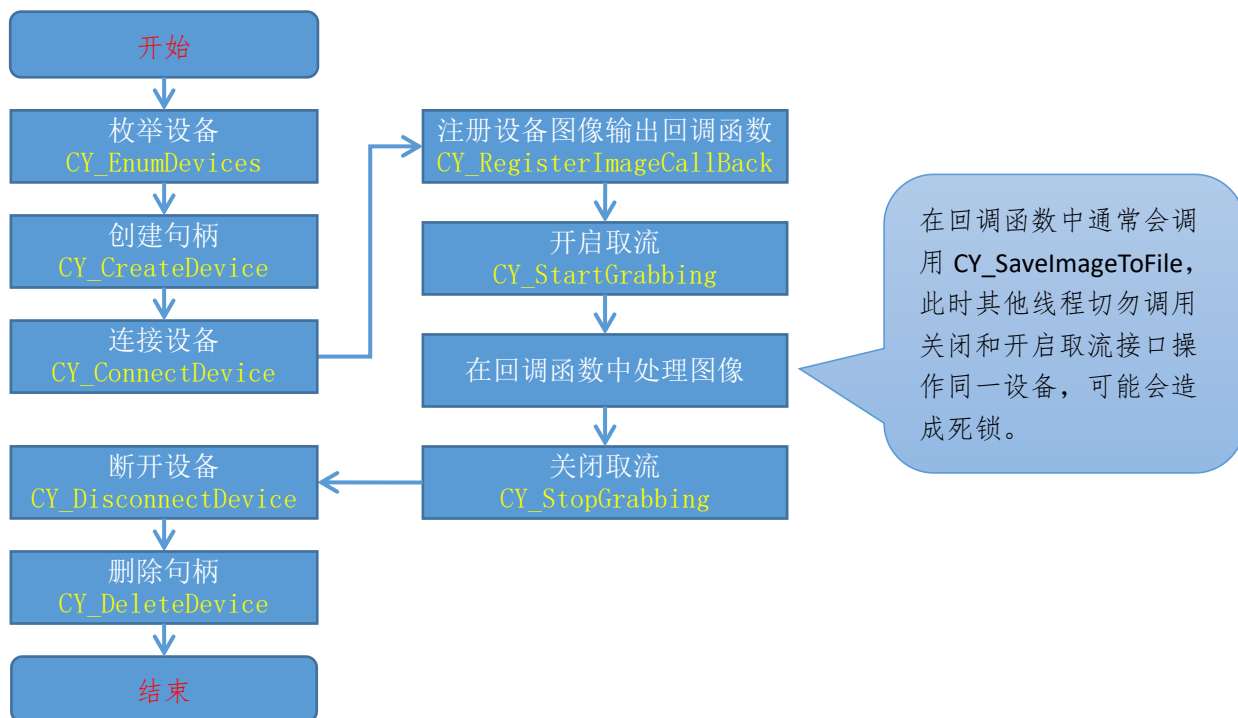 开始
枚举设备
CY_EnumDevices
创建句柄
CY_CreateDevice
连接设备
CY_ConnectDevice
注册设备图像输出回调函数
CY_RegisterImageCallBack
开启取流
CY_StartGrabbing
在回调函数中处理图像
在回调函数中通常会调
用 CY_SaveImageToFile，
此时其他线程切勿调用
关闭和开启取流接口操
作同一设备，可能会造
成死锁。
关闭取流
CY_StopGrabbing
断开设备
CY_DisconnectDevice
删除句柄
CY_DeleteDevice
结束